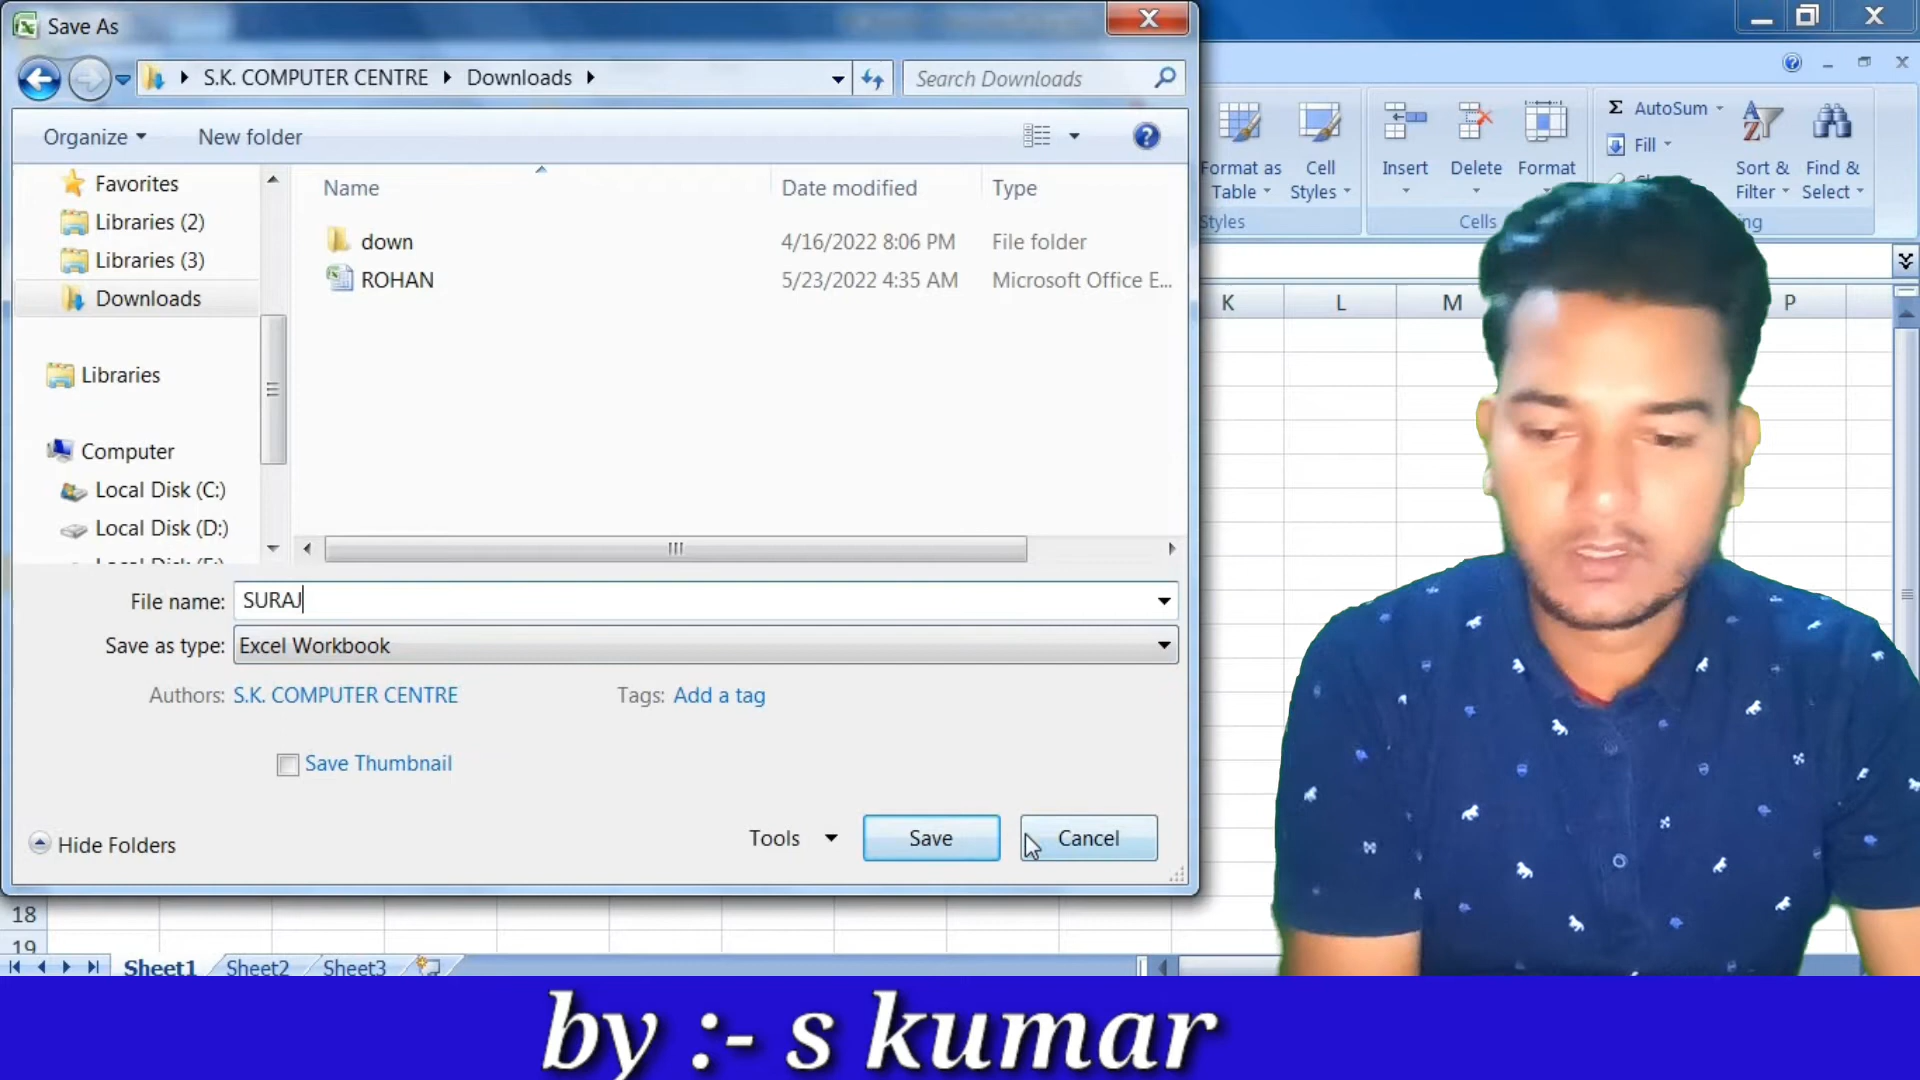 Save As
S.K. COMPUTER CENTRE Downloads
Search Downloads
Organize New folder
Favorites
Libraries (2)
Libraries (3)
Downloads
Libraries
Computer
Local Disk (C:)
Local Disk (D:)
Name Date modified Type
down 4/16/2022 8:06 PM File folder
ROHAN 5/23/2022 4:35 AM Microsoft Office E...
File name: SURAJ
Save as type: Excel Workbook
Authors: S.K. COMPUTER CENTRE Tags: Add a tag
Save Thumbnail
Hide Folders Tools Save Cancel
Format as Table
Cell Styles
Insert Delete Format
Σ AutoSum
Fill
Sort & Filter
Find & Select
Styles Cells
K L M P
18
19
Sheet1 Sheet2 Sheet3
by :- s kumar